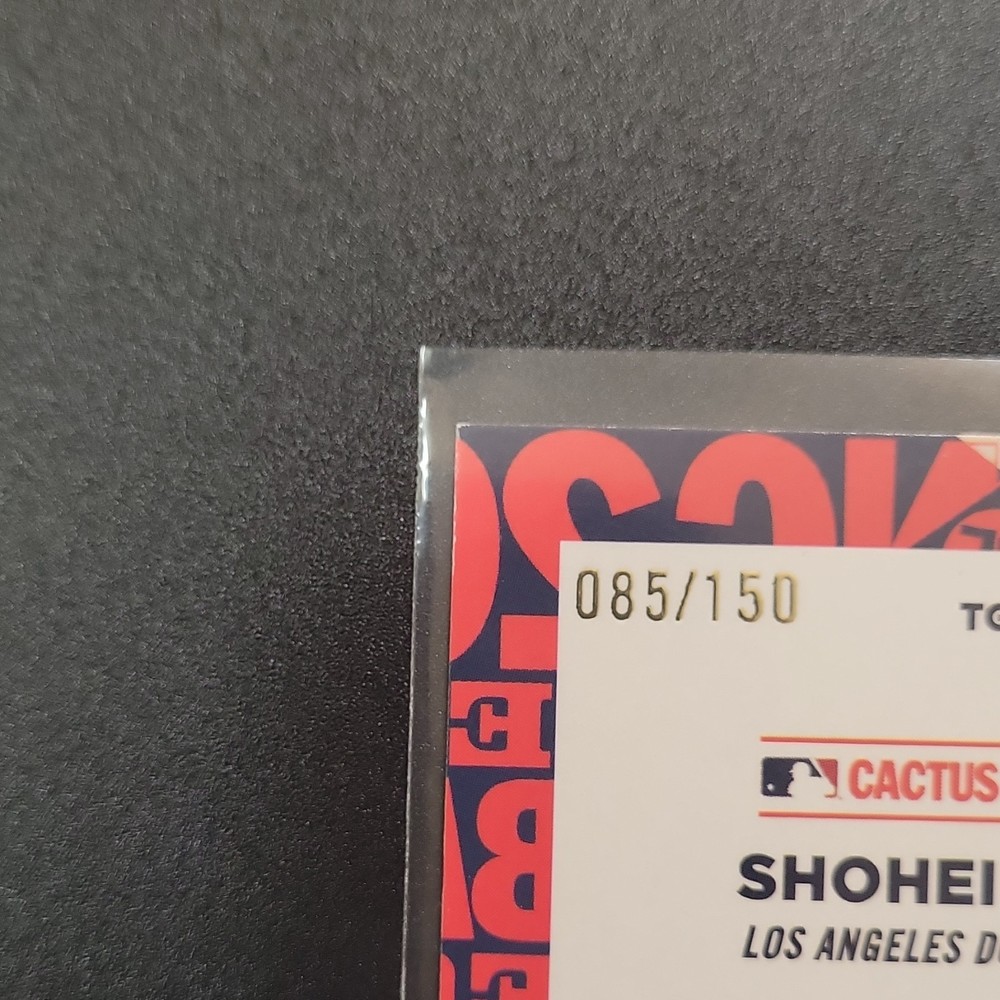 085/150
TO
CACTUS
SHOHEI
LOS ANGELES D